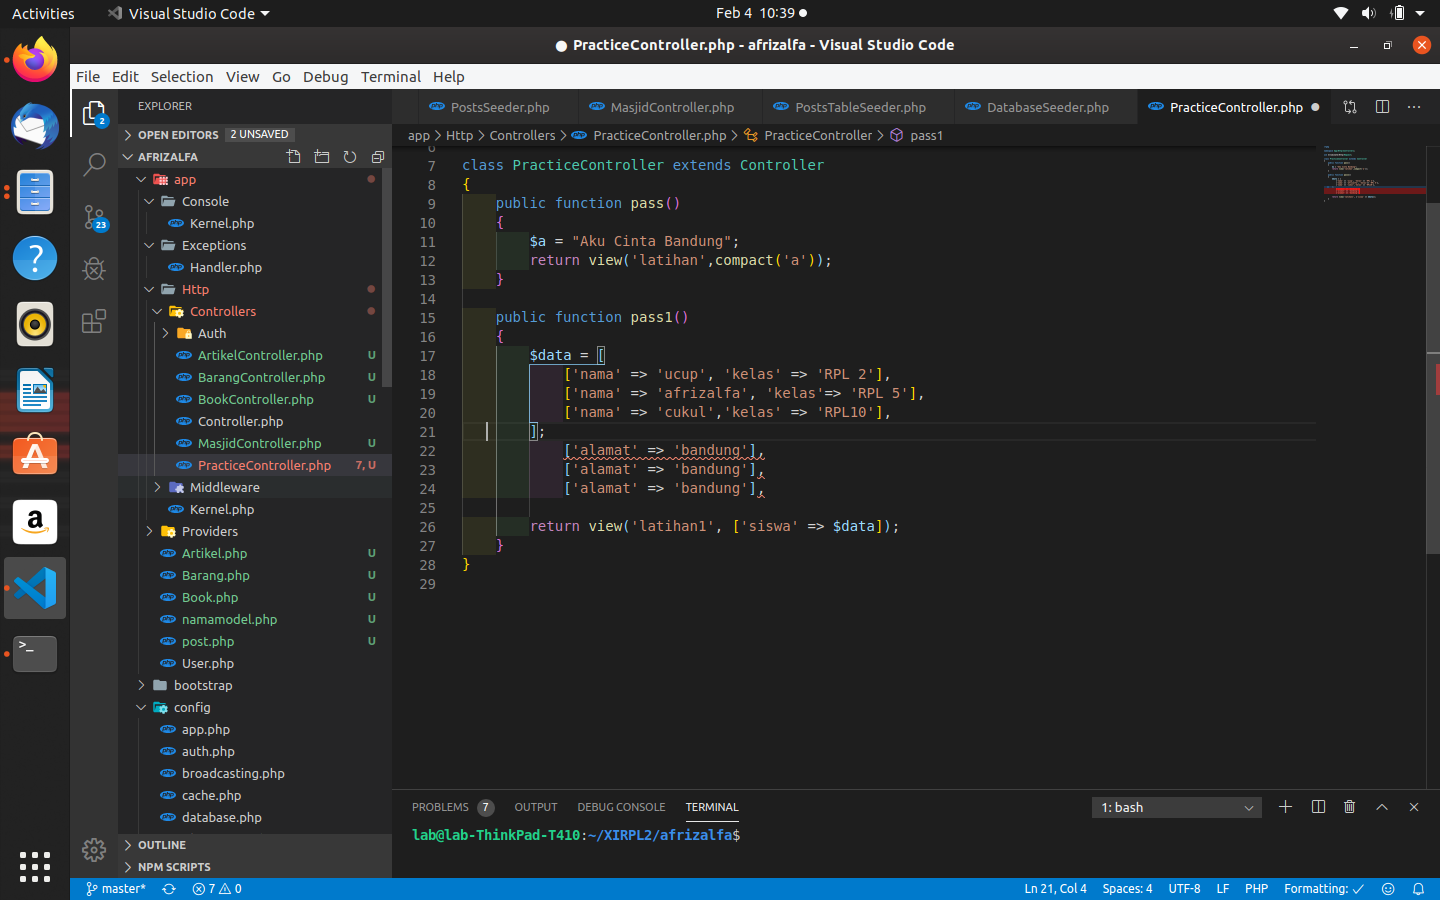 Activities
Visual Studio Code
Feb 4 10:39
PracticeController.php - afrizalfa - Visual Studio Code
File Edit Selection View Go Debug Terminal Help
EXPLORER
OPEN EDITORS 2 UNSAVED
AFRIZALFA
app
Console
Kernel.php
Exceptions
Handler.php
Http
Controllers
Auth
ArtikelController.php U
BarangController.php U
BookController.php U
Controller.php
MasjidController.php U
PracticeController.php 7, U
Middleware
Kernel.php
Providers
Artikel.php U
Barang.php U
Book.php U
namamodel.php U
post.php U
User.php
bootstrap
config
app.php
auth.php
broadcasting.php
cache.php
database.php
OUTLINE
NPM SCRIPTS
2
23
PostsSeeder.php MasjidController.php PostsTableSeeder.php DatabaseSeeder.php PracticeController.php
app > Http > Controllers > PracticeController.php > PracticeController > pass1
6
7 class PracticeController extends Controller
8 {
9 public function pass()
10 {
11 $a = "Aku Cinta Bandung";
12 return view('latihan',compact('a'));
13 }
14
15 public function pass1()
16 {
17 $data = [
18 ['nama' => 'ucup', 'kelas' => 'RPL 2'],
19 ['nama' => 'afrizalfa', 'kelas'=> 'RPL 5'],
20 ['nama' => 'cukul','kelas' => 'RPL10'],
21 ];
22 ['alamat' => 'bandung'],
23 ['alamat' => 'bandung'],
24 ['alamat' => 'bandung'],
25
26 return view('latihan1', ['siswa' => $data]);
27 }
28 }
29
PROBLEMS 7 OUTPUT DEBUG CONSOLE TERMINAL
1: bash
lab@lab-ThinkPad-T410:~/XIRPL2/afrizalfa$
master* 7 0
Ln 21, Col 4 Spaces: 4 UTF-8 LF PHP Formatting: ✓